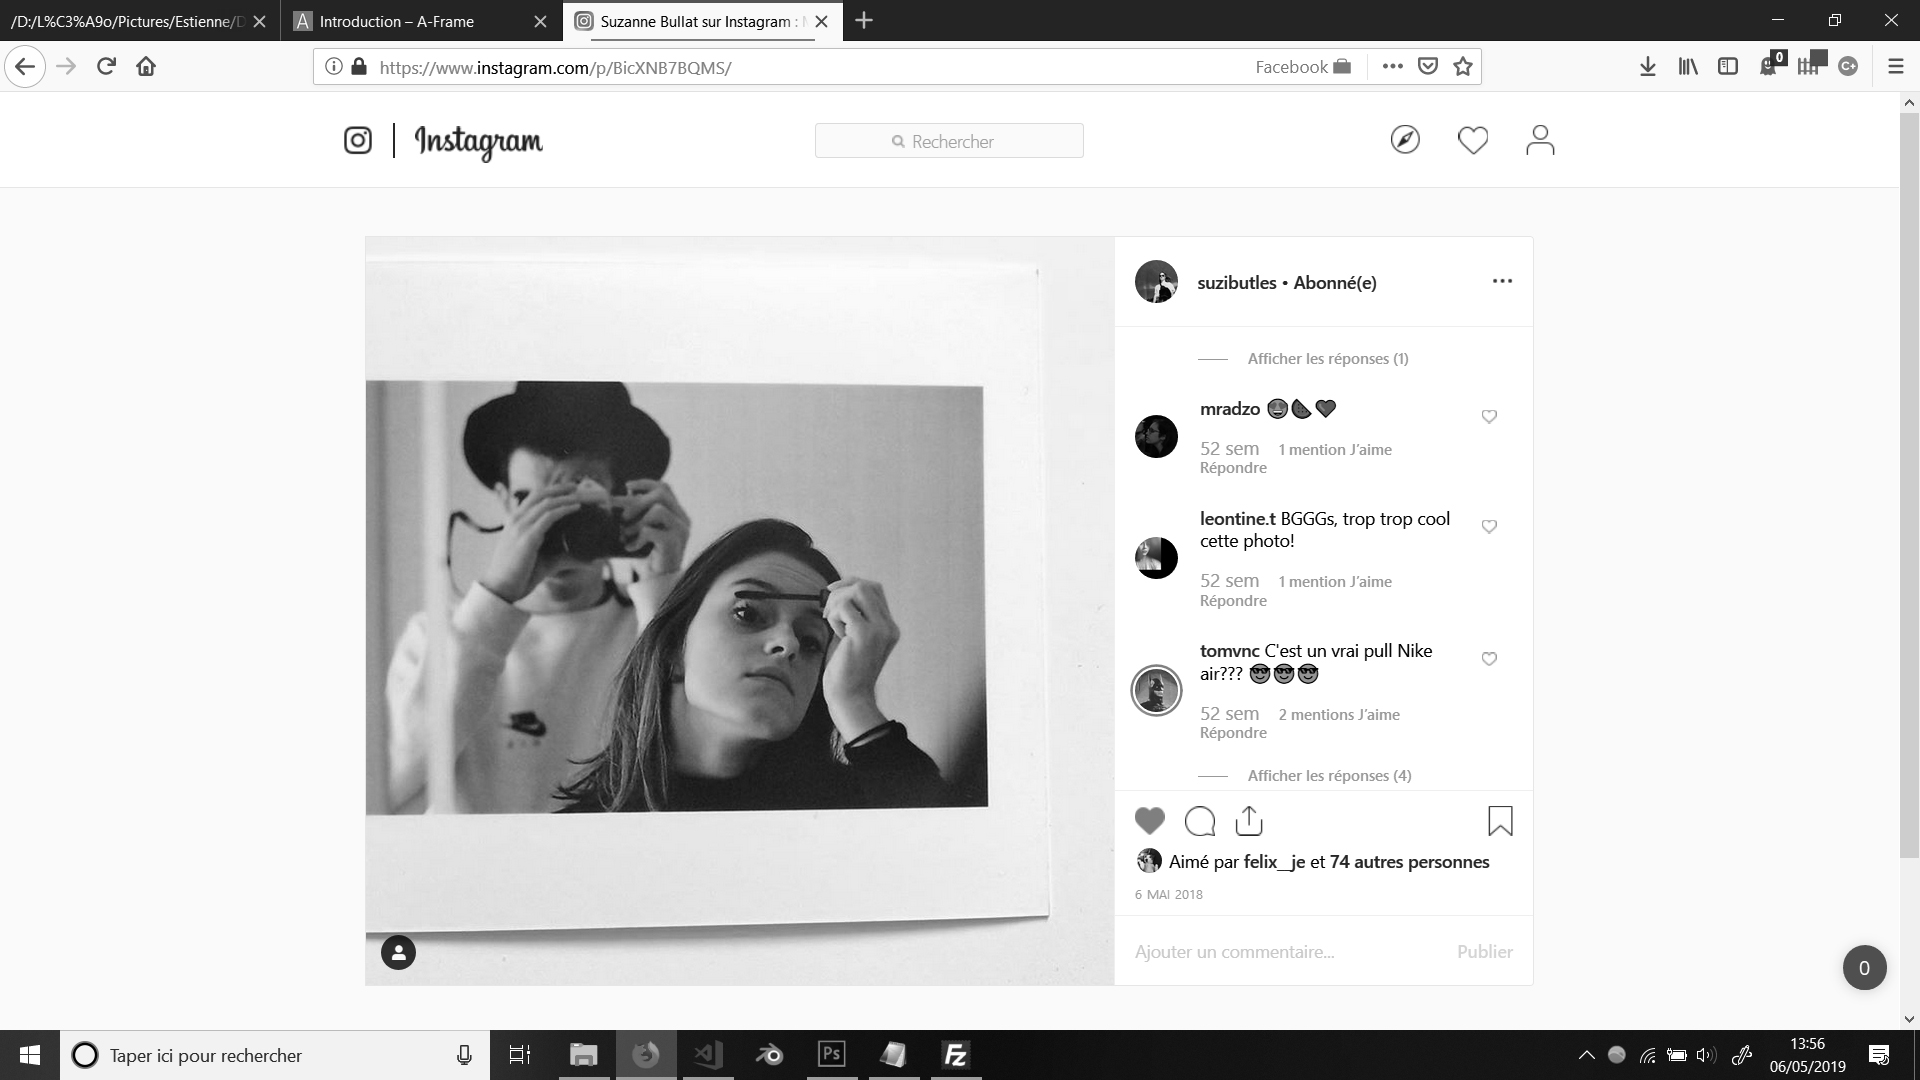 /D:/L%C3%A9o/Pictures/Estienne/D
Introduction – A-Frame
Suzanne Bullat sur Instagram :
https://www.instagram.com/p/BicXNB7BQMS/
Facebook
0
C+
Instagram
Rechercher
suzibutles • Abonné(e)
Afficher les réponses (1)
mradzo 🤩🍉❤
52 sem 1 mention J’aime
Répondre
leontine.t BGGGs, trop trop cool
cette photo!
52 sem 1 mention J’aime
Répondre
tomvnc C'est un vrai pull Nike
air??? 😎😎😎
52 sem 2 mentions J’aime
Répondre
Afficher les réponses (4)
Aimé par felix__je et 74 autres personnes
6 MAI 2018
Ajouter un commentaire...
Publier
0
Taper ici pour rechercher
Ps
Fz
13:56
06/05/2019